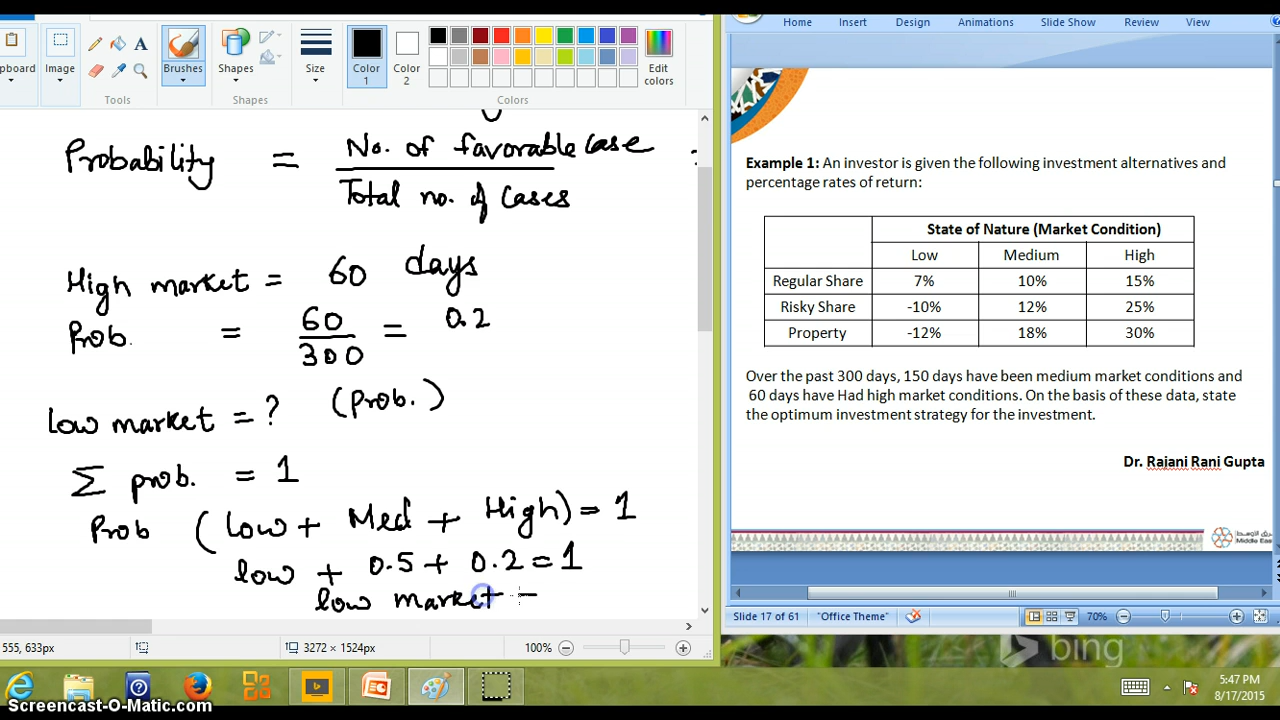 Home Insert Design Animations Slide Show Review View
pboard
Image
Tools
Brushes
Shapes
Shapes
Size
Color 1
Color 2
Edit colors
Colors
Probability = No. of favorable case
Total no. of cases
High market = 60 days
Prob. = 60 = 0.2
300
low market = ? (Prob.)
Σ prob. = 1
Prob (low + Med + High) = 1
low + 0.5 + 0.2 = 1
low market =
Example 1: An investor is given the following investment alternatives and
percentage rates of return:
State of Nature (Market Condition)
Low Medium High
Regular Share 7% 10% 15%
Risky Share -10% 12% 25%
Property -12% 18% 30%
Over the past 300 days, 150 days have been medium market conditions and
60 days have Had high market conditions. On the basis of these data, state
the optimum investment strategy for the investment.
Dr. Rajani Rani Gupta
Middle East
555, 633px
3272 × 1524px
100%
Slide 17 of 61 "Office Theme" 70%
bing
5:47 PM
8/17/2015
Screencast-O-Matic.com